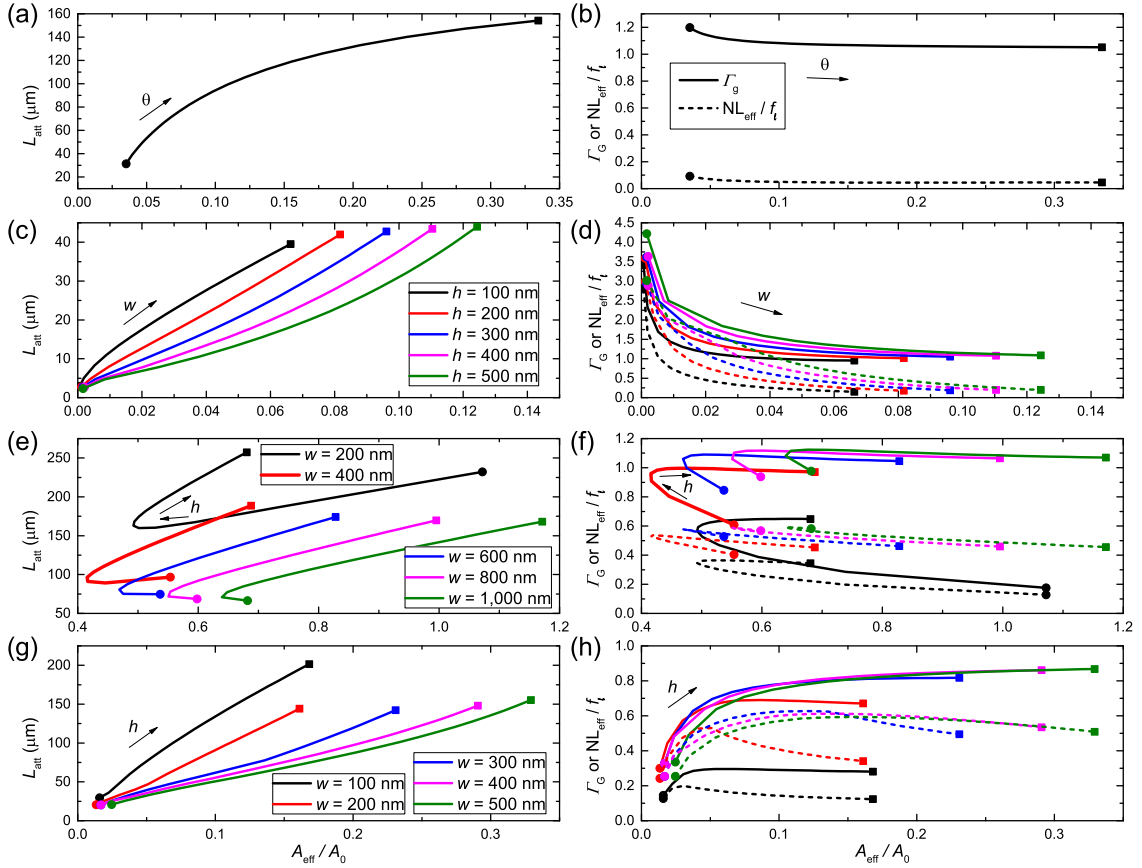 (a)
160
140
120
100
80
60
40
20
L_att (μm)
θ
0.00 0.05 0.10 0.15 0.20 0.25 0.30 0.35
(b)
1.2
1.0
0.8
0.6
0.4
0.2
0.0
Γ_G or NL_eff / f_ℓ
θ
Γ_g
NL_eff / f_ℓ
0.0 0.1 0.2 0.3
(c)
40
30
20
10
0
L_att (μm)
w
h = 100 nm
h = 200 nm
h = 300 nm
h = 400 nm
h = 500 nm
0.00 0.02 0.04 0.06 0.08 0.10 0.12 0.14
(d)
4.5
4.0
3.5
3.0
2.5
2.0
1.5
1.0
0.5
0.0
Γ_G or NL_eff / f_ℓ
w
0.00 0.02 0.04 0.06 0.08 0.10 0.12 0.14
(e)
250
200
150
100
50
L_att (μm)
w = 200 nm
w = 400 nm
h
w = 600 nm
w = 800 nm
w = 1,000 nm
0.4 0.6 0.8 1.0 1.2
(f)
1.2
1.0
0.8
0.6
0.4
0.2
0.0
Γ_G or NL_eff / f_ℓ
h
0.4 0.6 0.8 1.0 1.2
(g)
200
150
100
50
0
L_att (μm)
h
w = 100 nm
w = 200 nm
w = 300 nm
w = 400 nm
w = 500 nm
0.0 0.1 0.2 0.3
A_eff / A_0
(h)
1.0
0.8
0.6
0.4
0.2
0.0
Γ_G or NL_eff / f_ℓ
h
0.0 0.1 0.2 0.3
A_eff / A_0